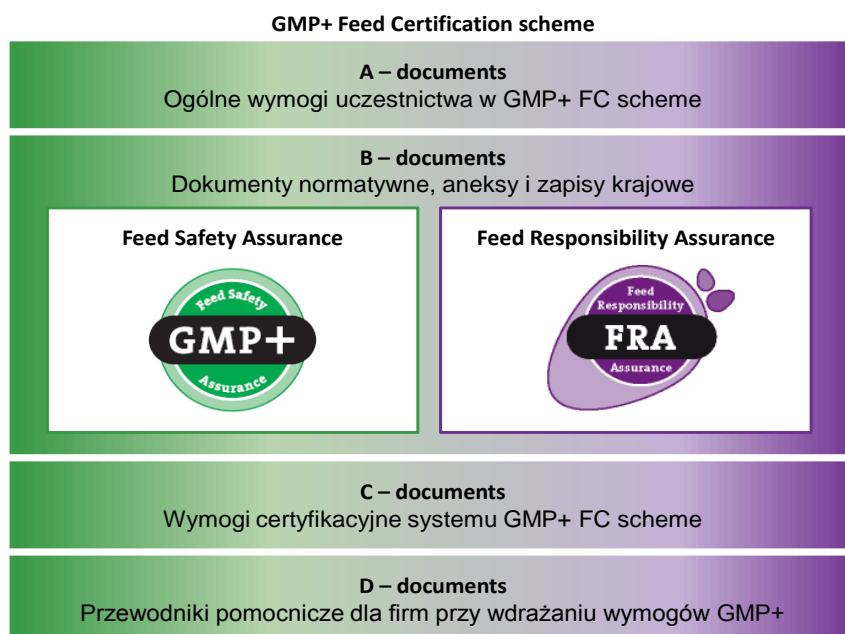 GMP+ Feed Certification scheme
A – documents
Ogólne wymogi uczestnictwa w GMP+ FC scheme
B – documents
Dokumenty normatywne, aneksy i zapisy krajowe
Feed Safety Assurance
Feed Safety
GMP+
Assurance
Feed Responsibility Assurance
Feed
Responsibility
FRA
Assurance
C – documents
Wymogi certyfikacyjne systemu GMP+ FC scheme
D – documents
Przewodniki pomocnicze dla firm przy wdrażaniu wymogów GMP+